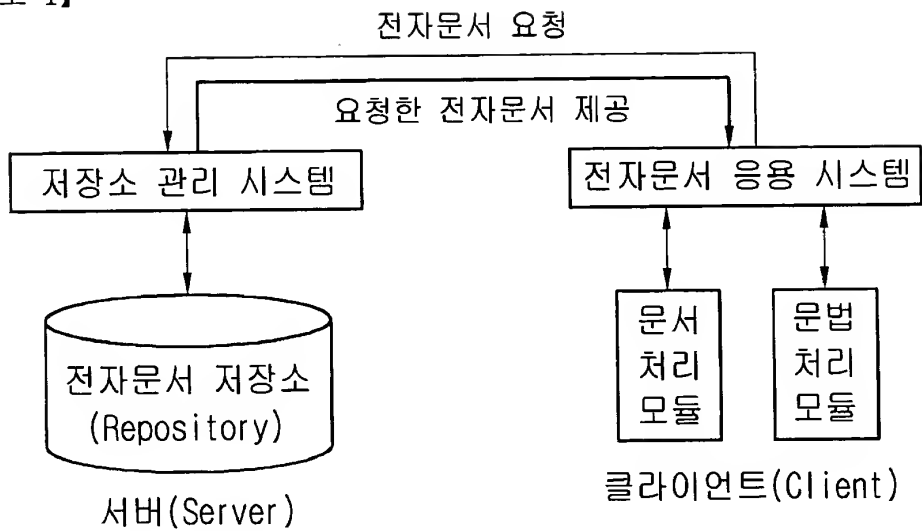 전자문서 요청
요청한 전자문서 제공
저장소 관리 시스템
전자문서 응용 시스템
전자문서 저장소
(Repository)
문서
처리
모듈
문법
처리
모듈
서버(Server)
클라이언트(Client)